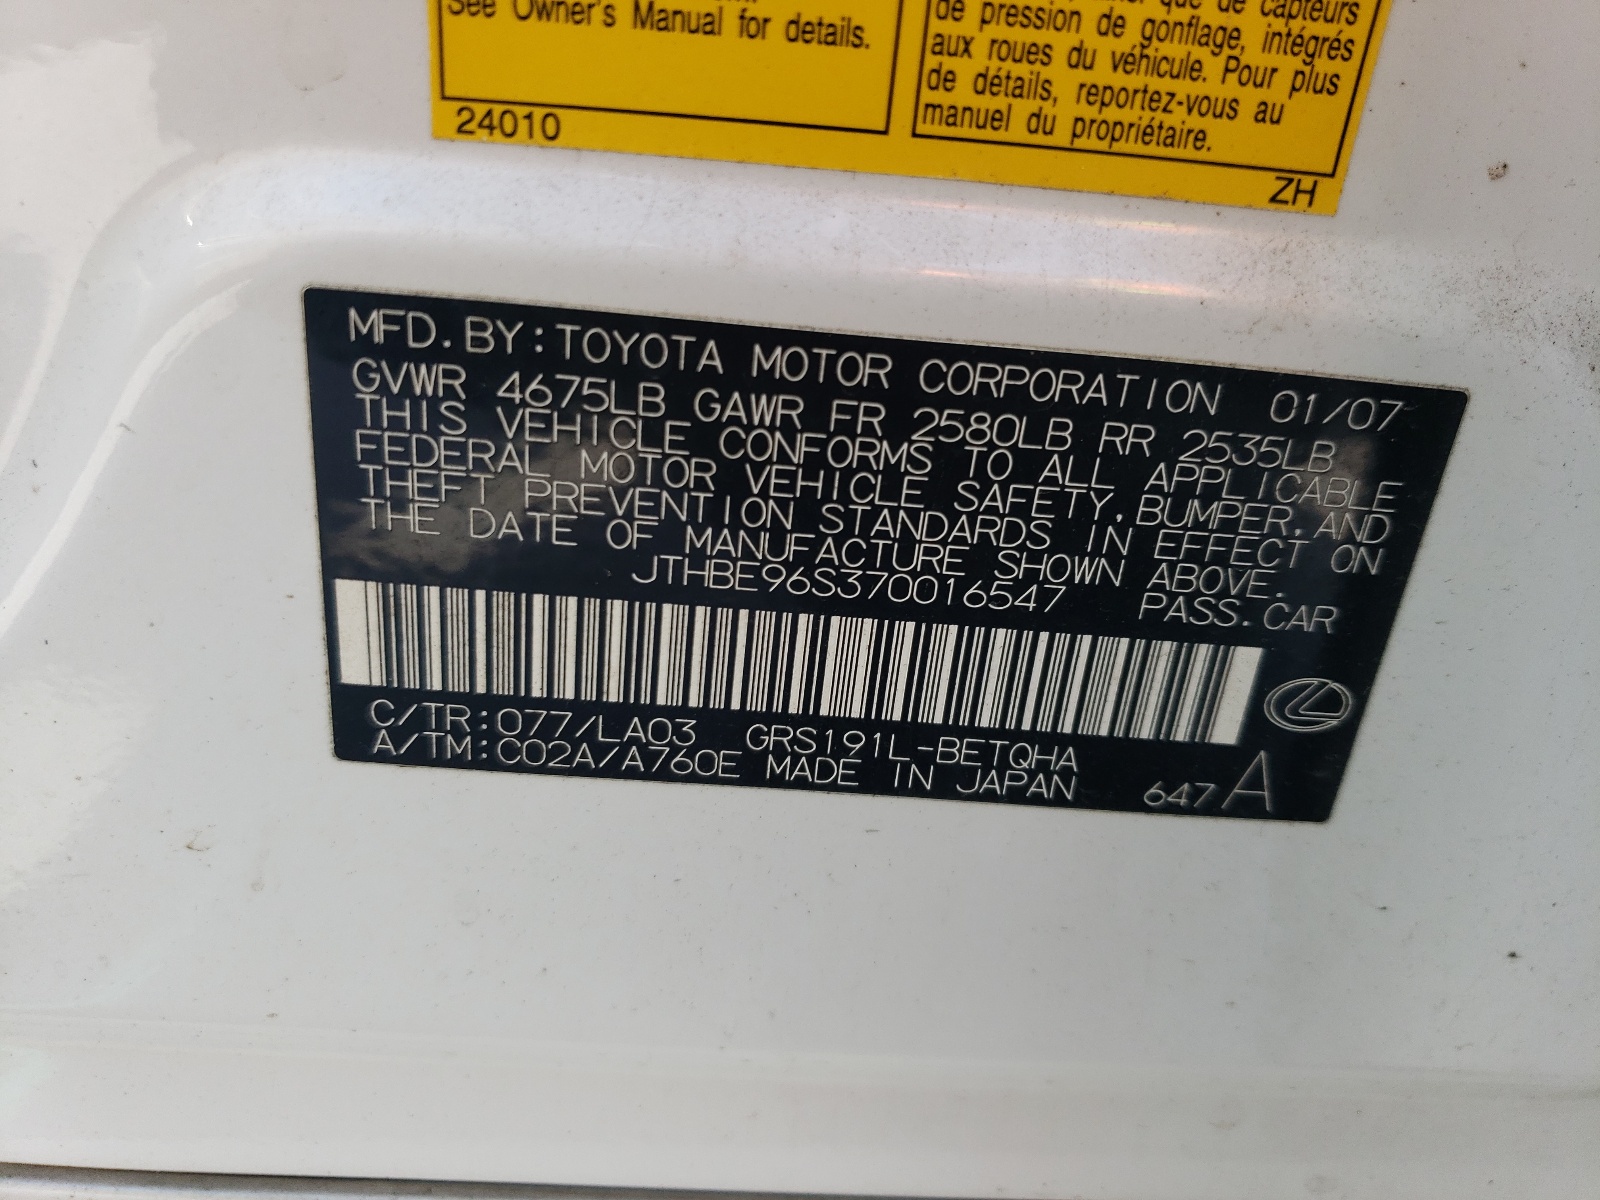 See Owner's Manual for details.
24010
que de capteurs
de pression de gonflage, intégrés
aux roues du véhicule. Pour plus
de détails, reportez-vous au
manuel du propriétaire.
ZH
MFD. BY: TOYOTA MOTOR CORPORATION 01/07
GVWR 4675LB GAWR FR 2580LB RR 2535LB
THIS VEHICLE CONFORMS TO ALL APPLICABLE
FEDERAL MOTOR VEHICLE SAFETY, BUMPER, AND
THEFT PREVENTION STANDARDS IN EFFECT ON
THE DATE OF MANUFACTURE SHOWN ABOVE.
JTHBE96S370016547 PASS. CAR
C/TR: 077/LA03 GRS191L-BETQHA
A/TM: C02A/A760E MADE IN JAPAN 647 A